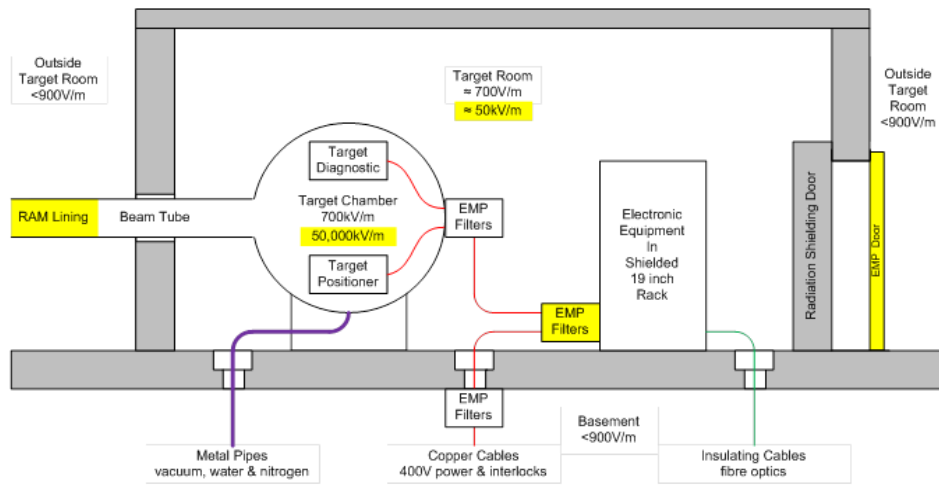 Outside
Target Room
<900V/m
Target Room
≈ 700V/m
≈ 50kV/m
Outside
Target
Room
<900V/m
Target
Diagnostic
RAM Lining
Beam Tube
Target Chamber
700kV/m
50,000kV/m
EMP
Filters
Target
Positioner
Electronic
Equipment
In
Shielded
19 inch
Rack
Radiation Shielding Door
EMP Door
EMP
Filters
EMP
Filters
Basement
<900V/m
Metal Pipes
vacuum, water & nitrogen
Copper Cables
400V power & interlocks
Insulating Cables
fibre optics